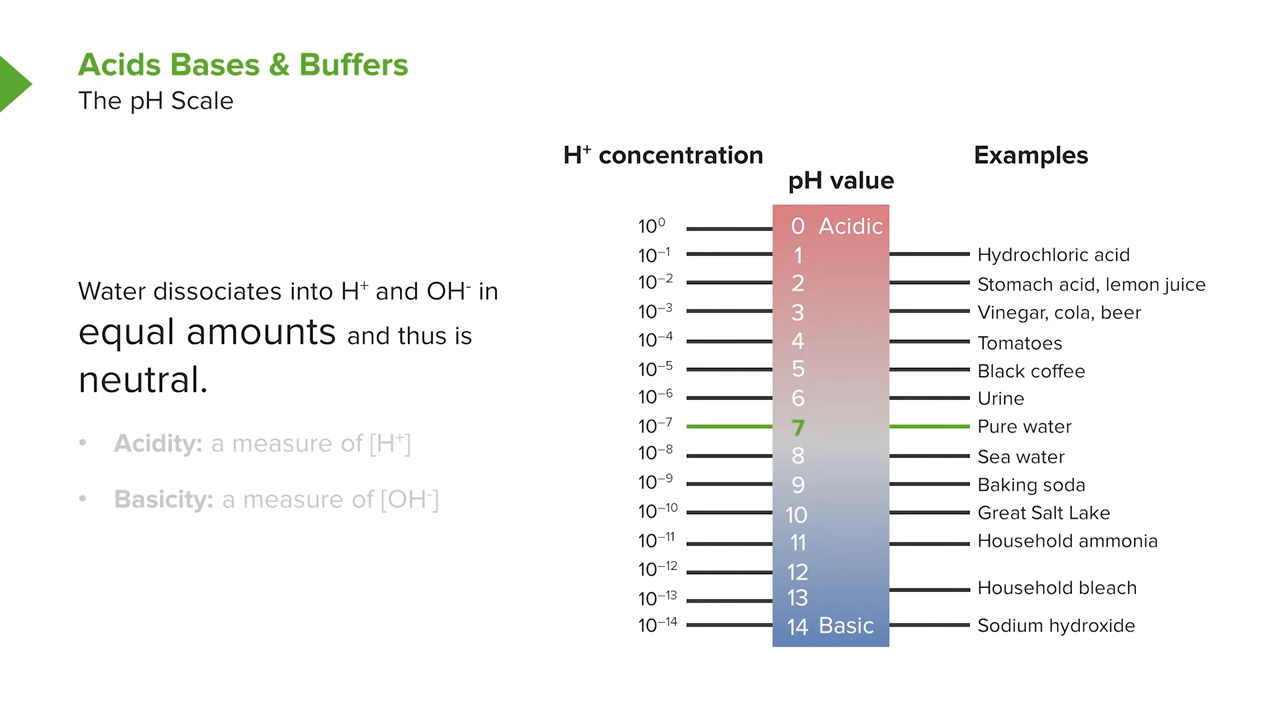 Acids Bases & Buffers
The pH Scale
H⁺ concentration
Examples
pH value
Water dissociates into H⁺ and OH⁻ in
equal amounts and thus is
neutral.
• Acidity: a measure of [H⁺]
• Basicity: a measure of [OH⁻]
10⁰ 0 Acidic
10⁻¹ 1 Hydrochloric acid
10⁻² 2 Stomach acid, lemon juice
10⁻³ 3 Vinegar, cola, beer
10⁻⁴ 4 Tomatoes
10⁻⁵ 5 Black coffee
10⁻⁶ 6 Urine
10⁻⁷ 7 Pure water
10⁻⁸ 8 Sea water
10⁻⁹ 9 Baking soda
10⁻¹⁰ 10 Great Salt Lake
10⁻¹¹ 11 Household ammonia
10⁻¹² 12
Household bleach
10⁻¹³ 13
10⁻¹⁴ 14 Basic Sodium hydroxide